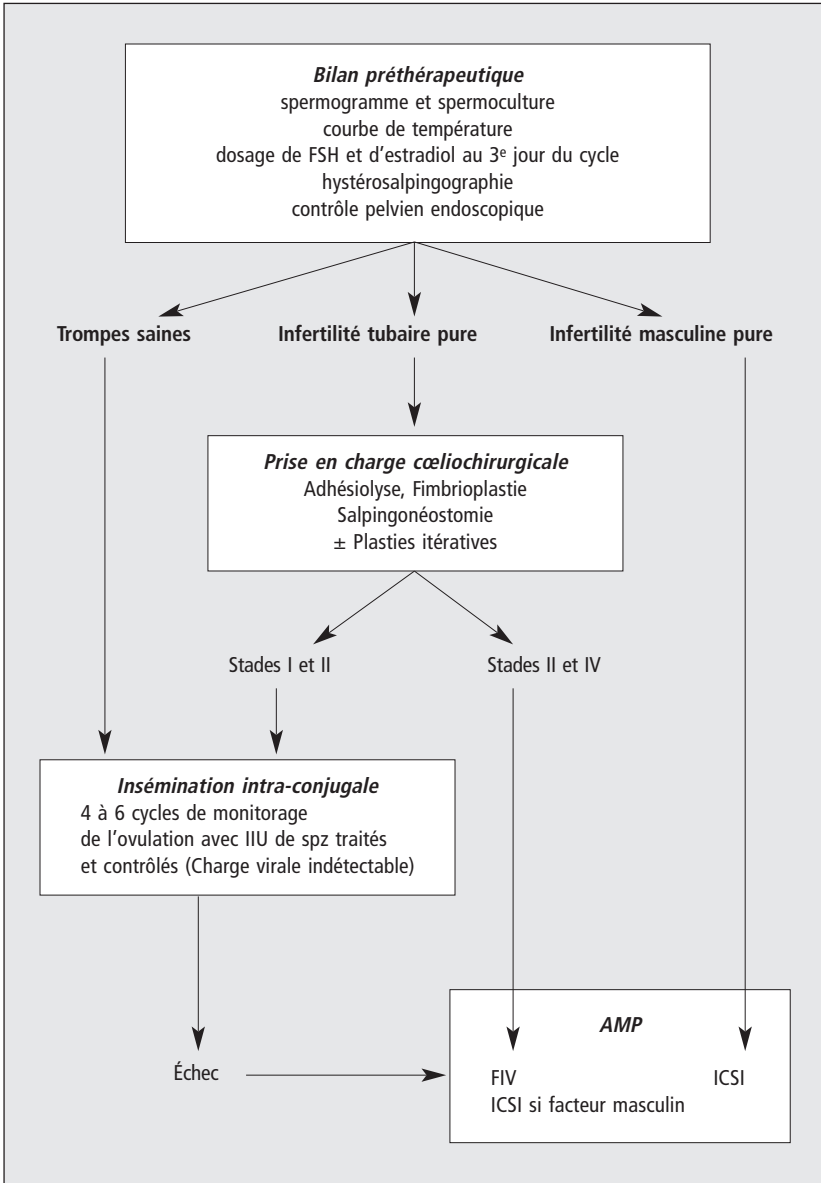 Bilan préthérapeutique
spermogramme et spermoculture
courbe de température
dosage de FSH et d'estradiol au 3e jour du cycle
hystérosalpingographie
contrôle pelvien endoscopique
Trompes saines
Infertilité tubaire pure
Infertilité masculine pure
Prise en charge cœliochirurgicale
Adhésiolyse, Fimbrioplastie
Salpingonéostomie
± Plasties itératives
Stades I et II
Stades II et IV
Insémination intra-conjugale
4 à 6 cycles de monitorage
de l'ovulation avec IIU de spz traités
et contrôlés (Charge virale indétectable)
Échec
AMP
FIV
ICSI
ICSI si facteur masculin